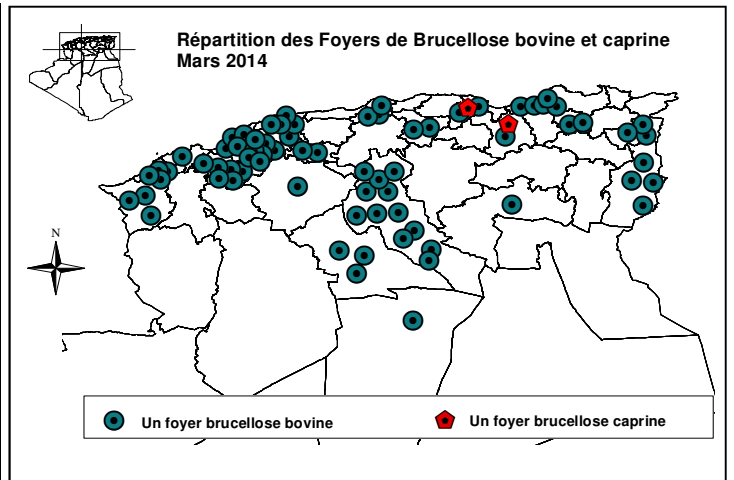 Répartition des Foyers de Brucellose bovine et caprine
Mars 2014
N
Un foyer brucellose bovine
Un foyer brucellose caprine